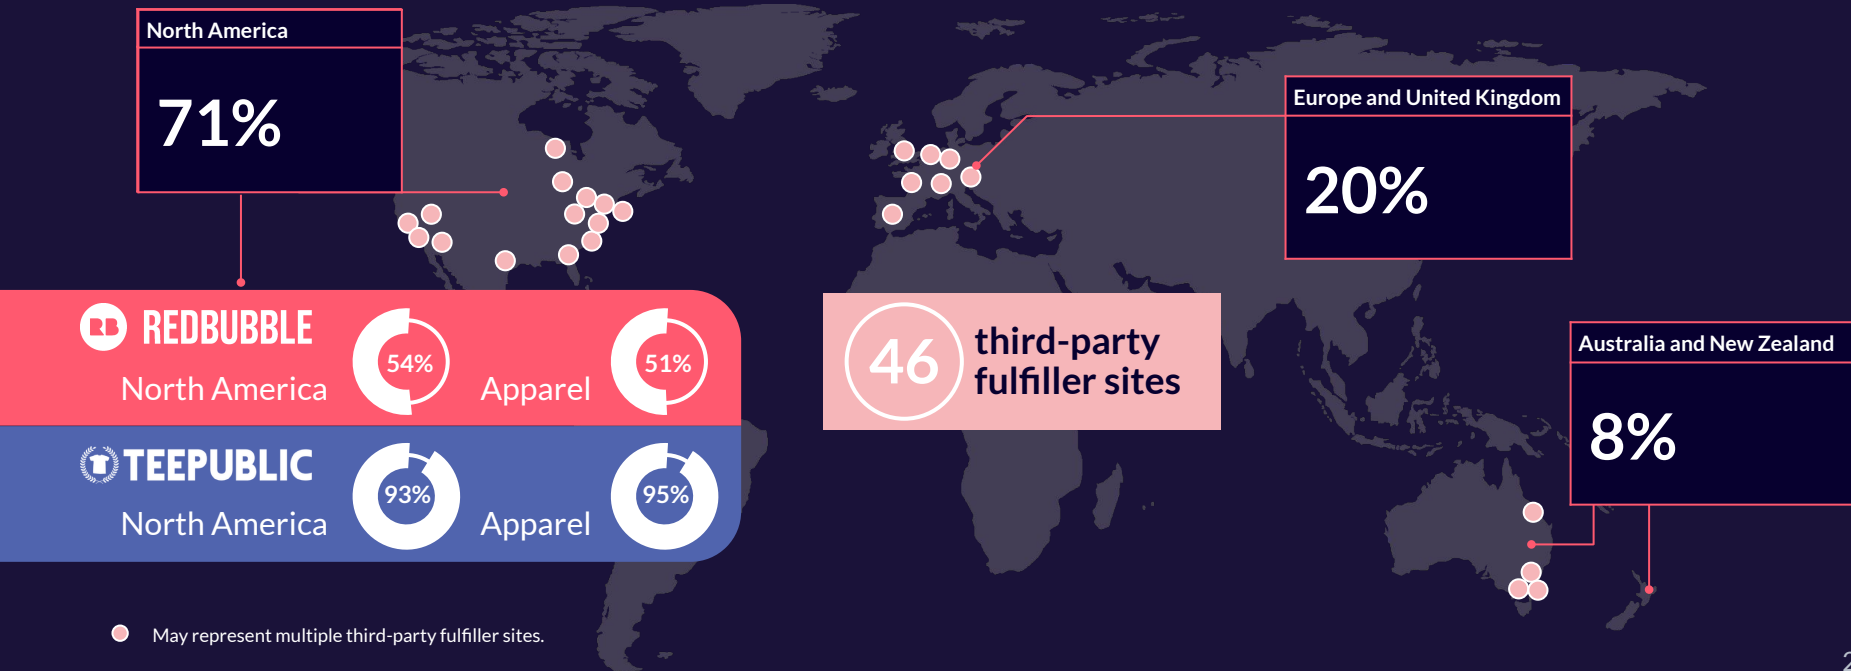 North America
71%
Europe and United Kingdom
20%
RB REDBUBBLE
54%
51%
North America
Apparel
46
third-party
fulfiller sites
Australia and New Zealand
8%
TEEPUBLIC
93%
95%
North America
Apparel
May represent multiple third-party fulfiller sites.